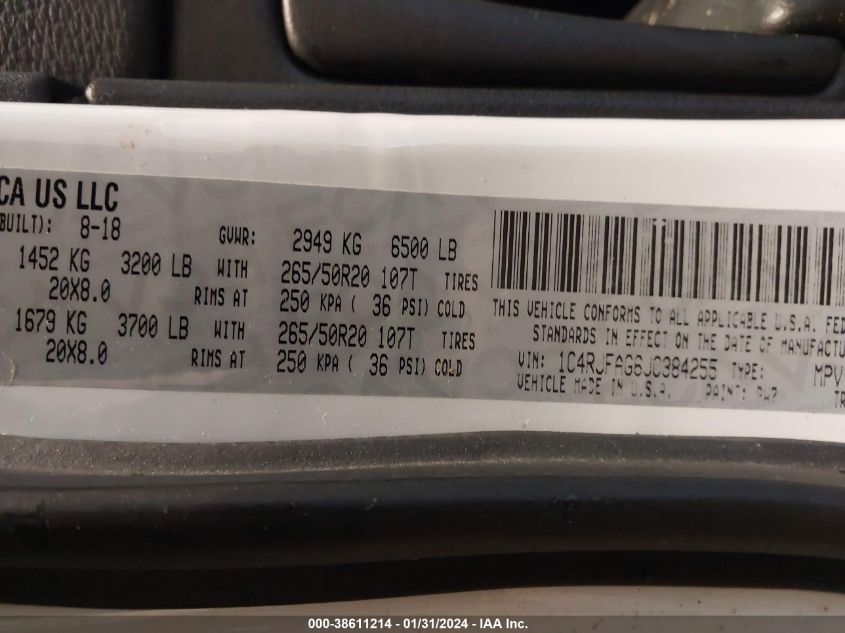 CA US LLC
BUILT): 8-18 GVWR: 2949 KG 6500 LB
1452 KG 3200 LB WITH 265/50R20 107T TIRES
20X8.0 RIMS AT 250 KPA ( 36 PSI) COLD
1679 KG 3700 LB WITH 265/50R20 107T TIRES
20X8.0 RIMS AT 250 KPA ( 36 PSI) COLD
THIS VEHICLE CONFORMS TO ALL APPLICABLE U.S.A. FED
STANDARDS IN EFFECT ON THE DATE OF MANUFACTU
VIN: 1C4RJFAG6JC384255 TYPE: MPV
VEHICLE MADE IN U.S.A. PAINT: PW7
TR
000-38611214 - 01/31/2024 - IAA Inc.